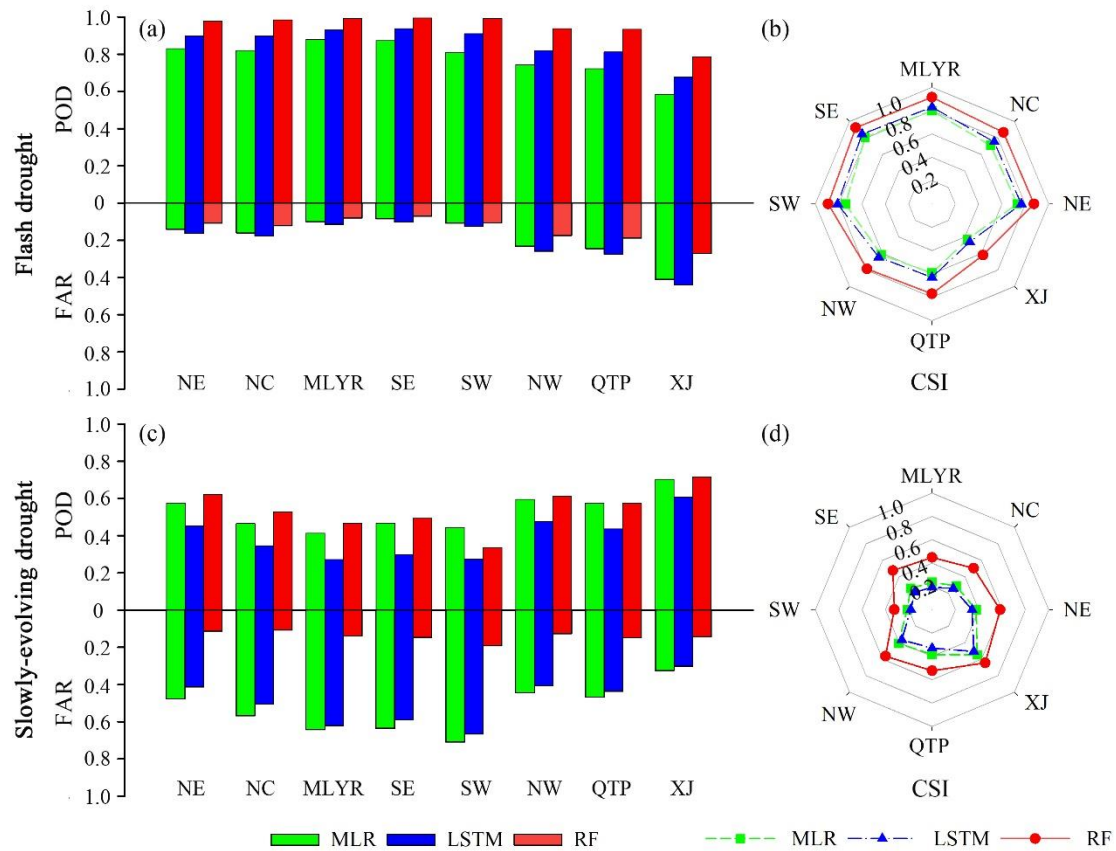 (a)
1.0
0.8
0.6
0.4
0.2
0
0.2
0.4
0.6
0.8
1.0
POD
FAR
Flash drought
NE NC MLYR SE SW NW QTP XJ
(b)
MLYR
NC
NE
XJ
QTP
NW
SW
SE
1.0
0.8
0.6
0.4
0.2
CSI
(c)
1.0
0.8
0.6
0.4
0.2
0
0.2
0.4
0.6
0.8
1.0
POD
FAR
Slowly-evolving drought
NE NC MLYR SE SW NW QTP XJ
(d)
MLYR
NC
NE
XJ
QTP
NW
SW
SE
1.0
0.8
0.6
0.4
0.2
CSI
MLR LSTM RF
MLR LSTM RF